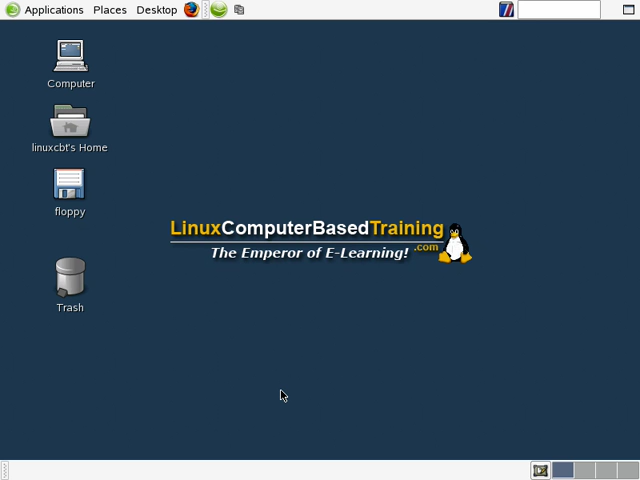 Applications Places Desktop
Computer
linuxcbt's Home
floppy
Trash
LinuxComputerBasedTraining
.com
The Emperor of E-Learning!